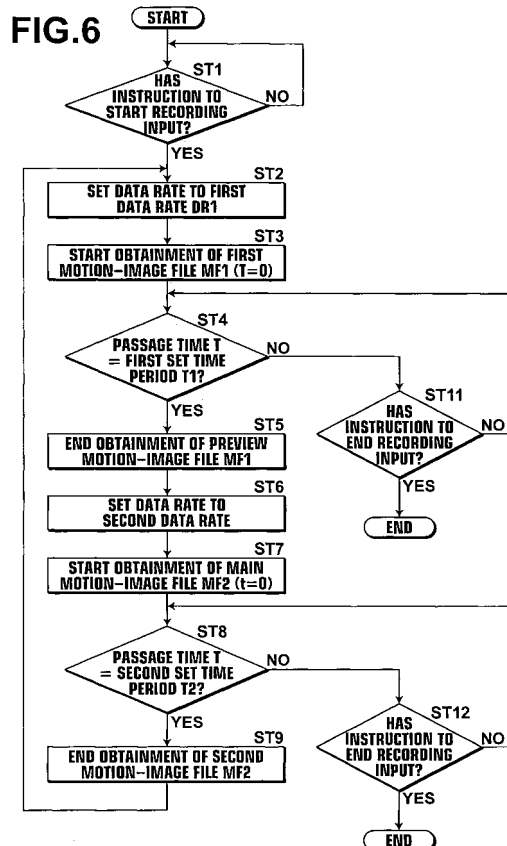 FIG.6
START
ST1
HAS
INSTRUCTION TO
START RECORDING
INPUT?
NO
YES
ST2
SET DATA RATE TO FIRST
DATA RATE DR1
ST3
START OBTAINMENT OF FIRST
MOTION-IMAGE FILE MF1 (T=0)
ST4
PASSAGE TIME T
= FIRST SET TIME
PERIOD T1?
NO
YES
ST11
HAS
INSTRUCTION TO
END RECORDING
INPUT?
NO
YES
END
ST5
END OBTAINMENT OF PREVIEW
MOTION-IMAGE FILE MF1
ST6
SET DATA RATE TO
SECOND DATA RATE
ST7
START OBTAINMENT OF MAIN
MOTION-IMAGE FILE MF2 (t=0)
ST8
PASSAGE TIME T
= SECOND SET TIME
PERIOD T2?
NO
YES
ST12
HAS
INSTRUCTION TO
END RECORDING
INPUT?
NO
YES
END
ST9
END OBTAINMENT OF SECOND
MOTION-IMAGE FILE MF2